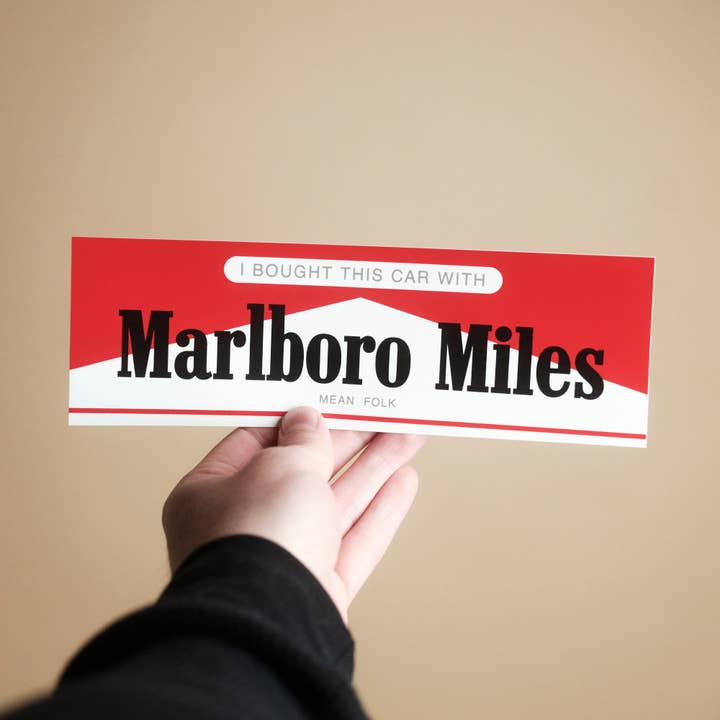 I BOUGHT THIS CAR WITH
Marlboro Miles
MEAN FOLK